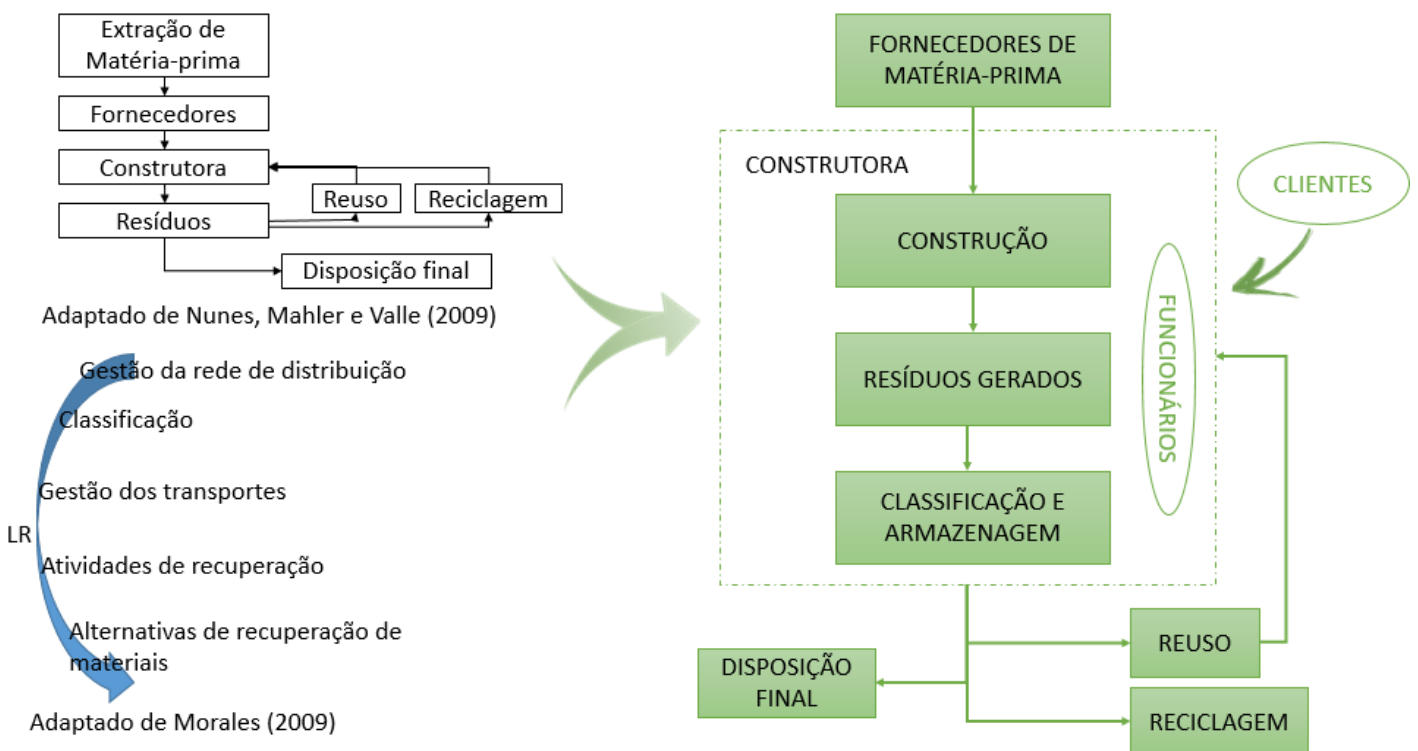 Extração de
Matéria-prima
Fornecedores
Construtora
Reuso
Reciclagem
Resíduos
Disposição final
Adaptado de Nunes, Mahler e Valle (2009)
Gestão da rede de distribuição
Classificação
Gestão dos transportes
LR
Atividades de recuperação
Alternativas de recuperação de
materiais
Adaptado de Morales (2009)
FORNECEDORES DE
MATÉRIA-PRIMA
CONSTRUTORA
CLIENTES
CONSTRUÇÃO
FUNCIONÁRIOS
RESÍDUOS GERADOS
CLASSIFICAÇÃO E
ARMAZENAGEM
REUSO
DISPOSIÇÃO
FINAL
RECICLAGEM